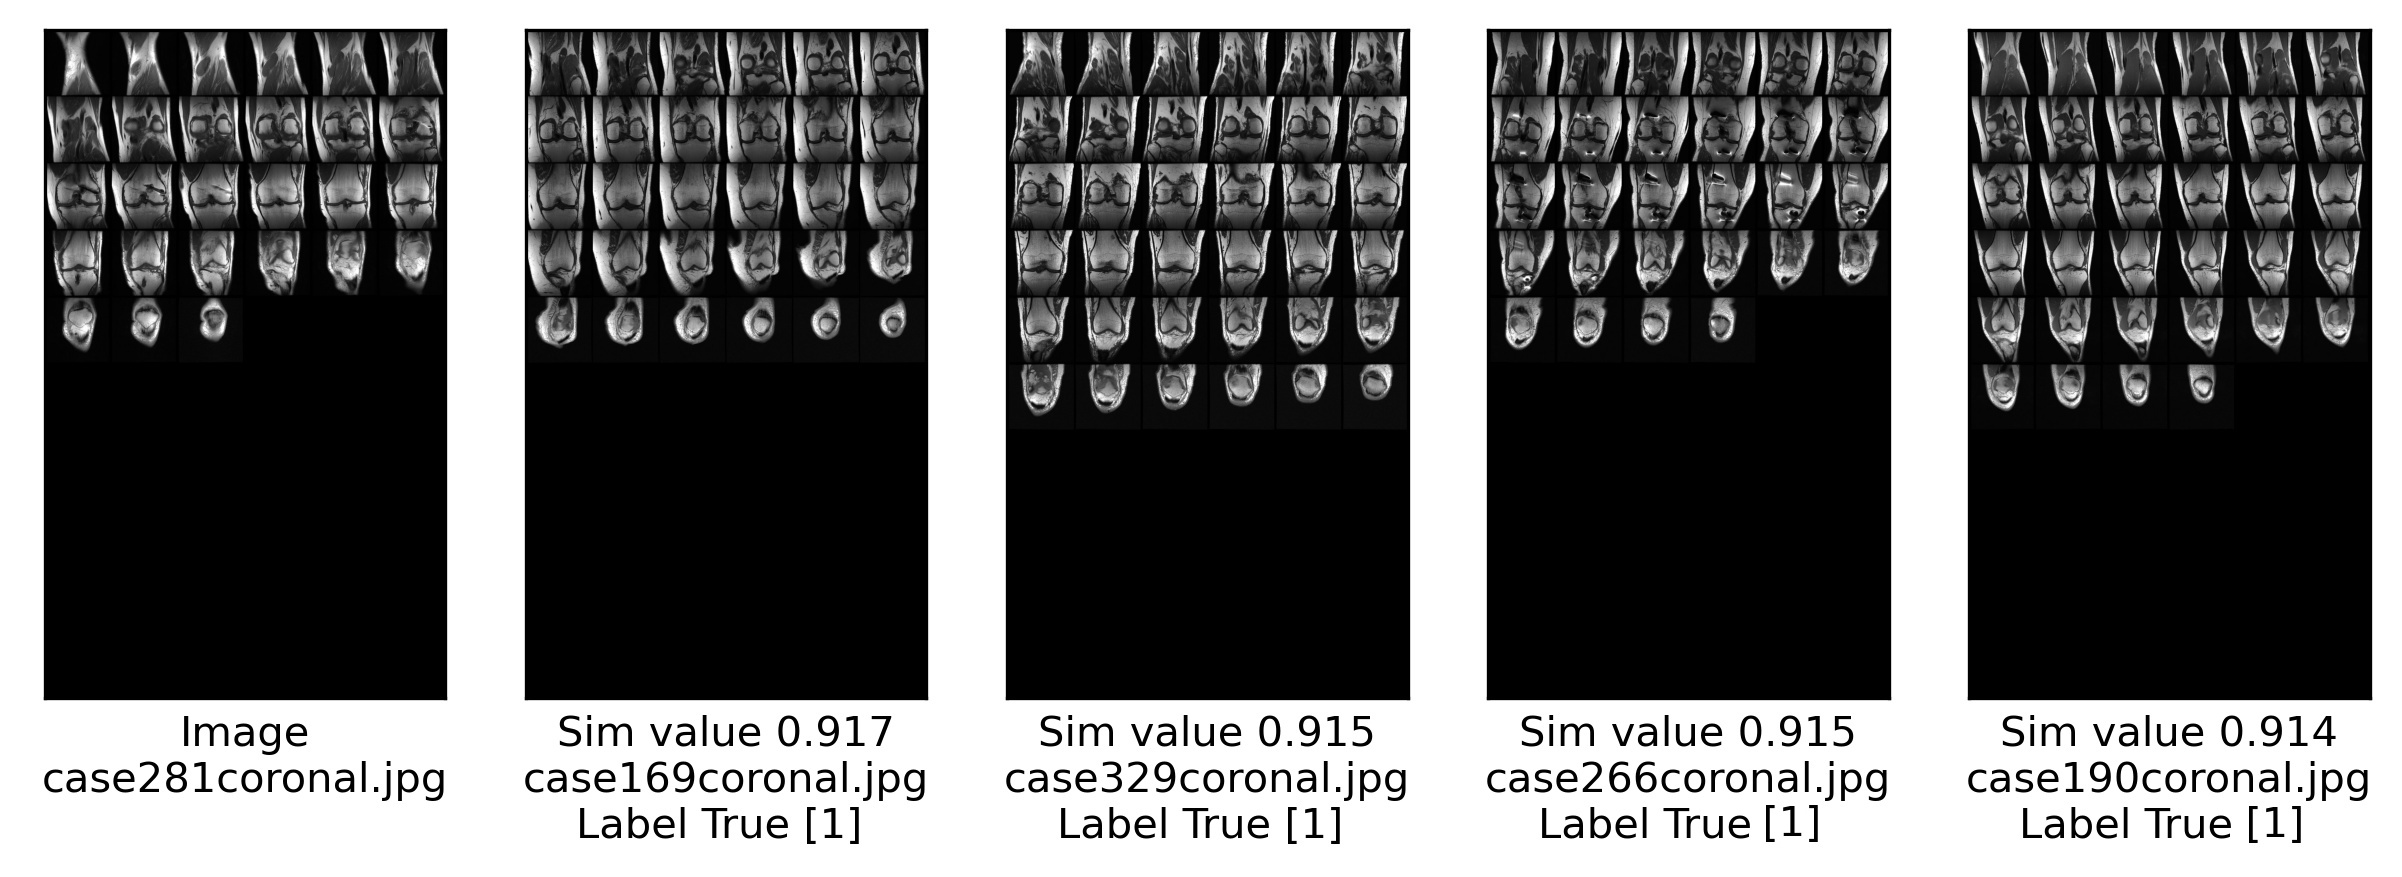 Image
case281coronal.jpg
Sim value 0.917
case169coronal.jpg
Label True [1]
Sim value 0.915
case329coronal.jpg
Label True [1]
Sim value 0.915
case266coronal.jpg
Label True [1]
Sim value 0.914
case190coronal.jpg
Label True [1]